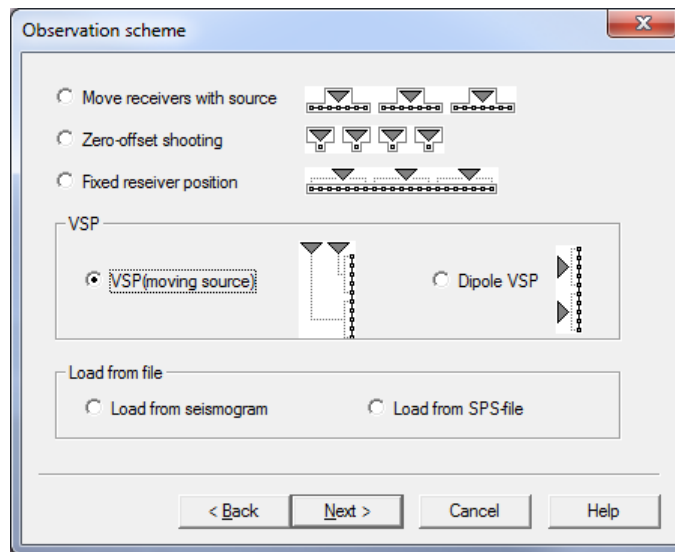 Observation scheme
Move receivers with source
Zero-offset shooting
Fixed reseiver position
VSP
VSP(moving source)
Dipole VSP
Load from file
Load from seismogram
Load from SPS-file
< Back
Next >
Cancel
Help